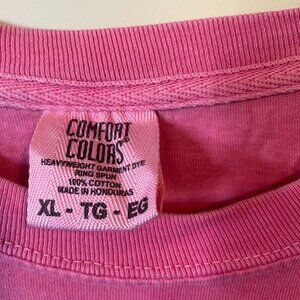 COMFORT
COLORS®
HEAVYWEIGHT GARMENT DYE
RING SPUN
100% COTTON
MADE IN HONDURAS
XL - TG - EG